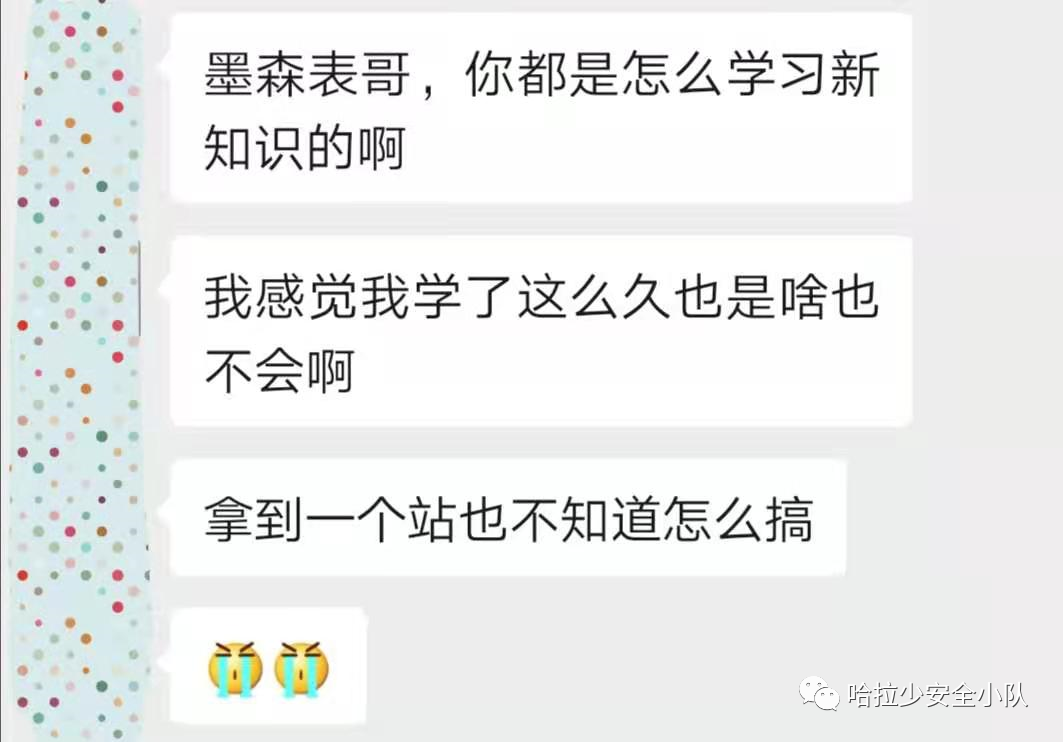 墨森表哥，你都是怎么学习新
知识的啊
我感觉我学了这么久也是啥也
不会啊
拿到一个站也不知道怎么搞
哈拉少安全小队